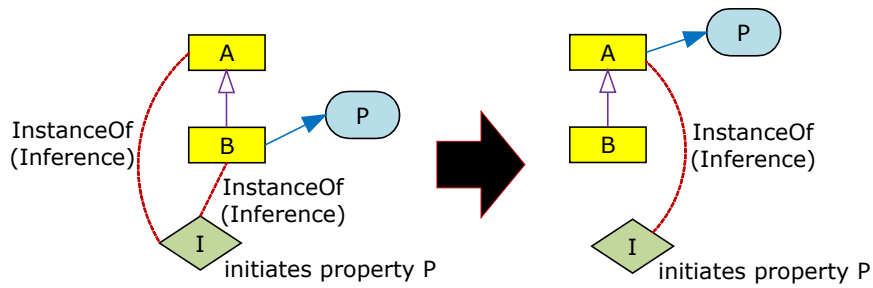 A
P
InstanceOf
(Inference)
B
InstanceOf
(Inference)
I
initiates property P
P
A
InstanceOf
(Inference)
B
I
initiates property P